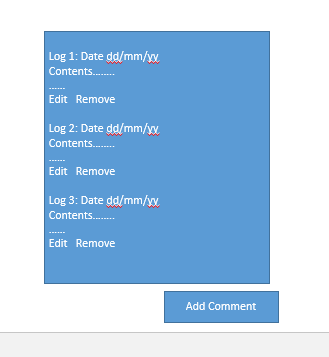 Log 1: Date dd/mm/yy
Contents........
......
Edit Remove
Log 2: Date dd/mm/yy
Contents........
......
Edit Remove
Log 3: Date dd/mm/yy
Contents........
......
Edit Remove
Add Comment